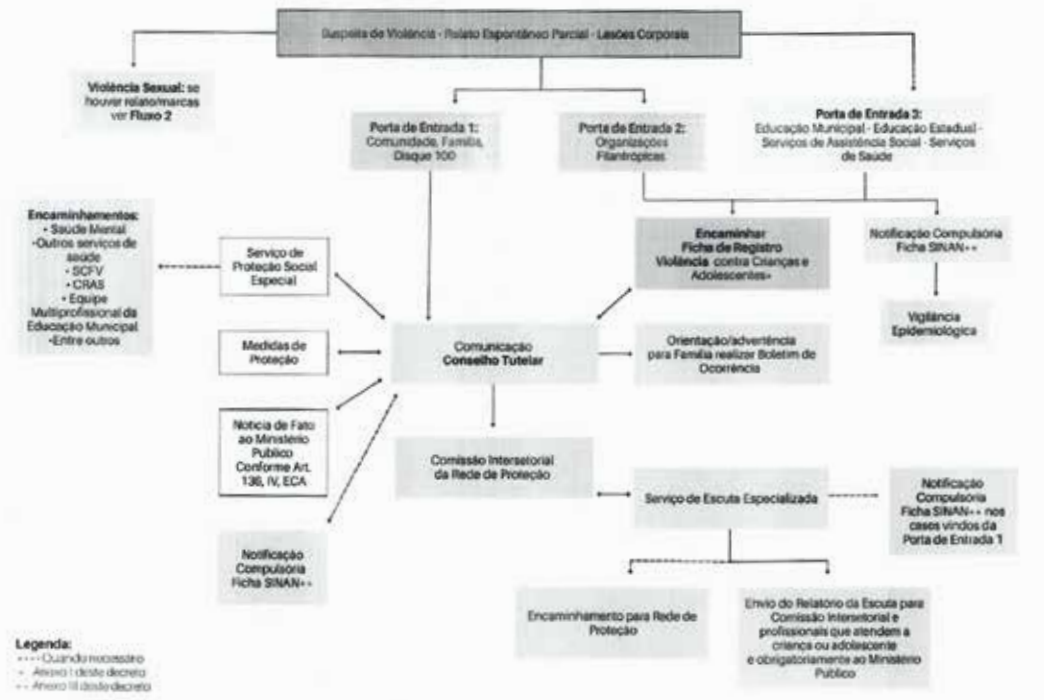 Suspeita de Violência - Relato Espontâneo Parcial - Lesões Corporais
Violência Sexual: se
houver relato/marcas
ver Fluxo 2
Porta de Entrada 1:
Comunidade, Família,
Disque 100
Porta de Entrada 2:
Organizações
Filantrópicas
Porta de Entrada 3:
Educação Municipal - Educação Estadual -
Serviços de Assistência Social - Serviços
de Saúde
Encaminhamentos:
• Saúde Mental
•Outros serviços de
saúde
• SCFV
• CRAS
• Equipe
Multiprofissional da
Educação Municipal
•Entre outros
Serviço de
Proteção Social
Especial
Encaminhar
Ficha de Registro
Violência contra Crianças e
Adolescentes*
Notificação Compulsória
Ficha SINAN**
Vigilância
Epidemiológica
Medidas de
Proteção
Comunicação
Conselho Tutelar
Orientação/advertência
para Família realizar Boletim de
Ocorrência
Notícia de Fato
ao Ministério
Publico
Conforme Art.
136, IV, ECA
Comissão Intersetorial
da Rede de Proteção
Serviço de Escuta Especializada
Notificação
Compulsória
Ficha SINAN** nos
casos vindos da
Porta de Entrada 1
Notificação
Compulsória
Ficha SINAN**
Encaminhamento para Rede de
Proteção
Envio do Relatório da Escuta para
Comissão Intersetorial e
profissionais que atendem a
criança ou adolescente
e obrigatoriamente ao Ministério
Público
Legenda:
---- Quando necessário
* Anexo I deste decreto
** Anexo III deste decreto